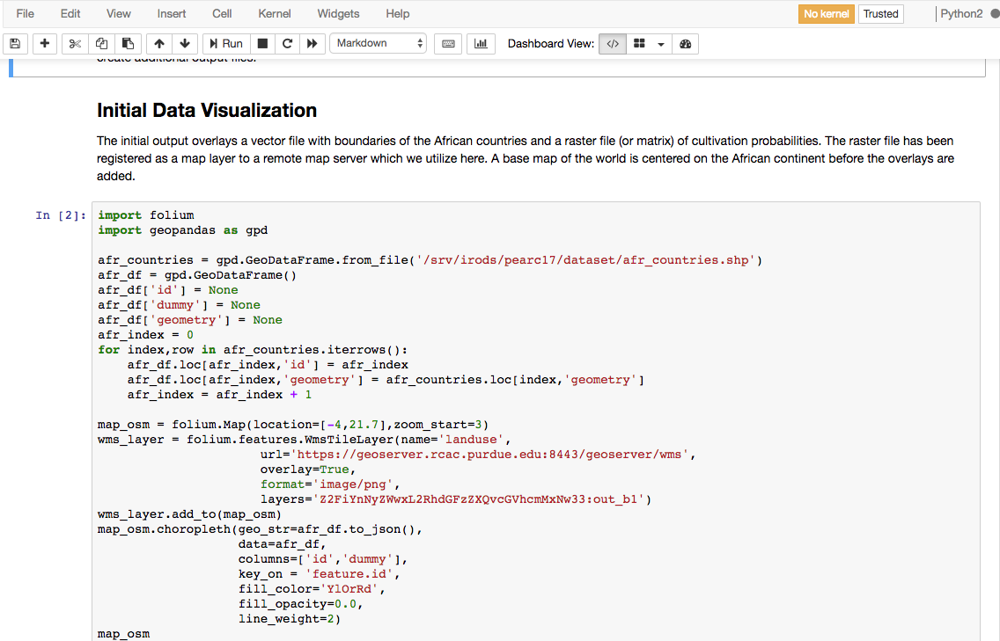 File Edit View Insert Cell Kernel Widgets Help No kernel Trusted Python2
Run Markdown Dashboard View:
create additional output files.
Initial Data Visualization
The initial output overlays a vector file with boundaries of the African countries and a raster file (or matrix) of cultivation probabilities. The raster file has been
registered as a map layer to a remote map server which we utilize here. A base map of the world is centered on the African continent before the overlays are
added.
In [2]: import folium
import geopandas as gpd
afr_countries = gpd.GeoDataFrame.from_file('/srv/irods/pearc17/dataset/afr_countries.shp')
afr_df = gpd.GeoDataFrame()
afr_df['id'] = None
afr_df['dummy'] = None
afr_df['geometry'] = None
afr_index = 0
for index,row in afr_countries.iterrows():
    afr_df.loc[afr_index,'id'] = afr_index
    afr_df.loc[afr_index,'geometry'] = afr_countries.loc[index,'geometry']
    afr_index = afr_index + 1
map_osm = folium.Map(location=[-4,21.7],zoom_start=3)
wms_layer = folium.features.WmsTileLayer(name='landuse',
                      url='https://geoserver.rcac.purdue.edu:8443/geoserver/wms',
                      overlay=True,
                      format='image/png',
                      layers='Z2FiYnNyZWwxL2RhdGFzZXQvcGVhcmMxNw33:out_b1')
wms_layer.add_to(map_osm)
map_osm.choropleth(geo_str=afr_df.to_json(),
                   data=afr_df,
                   columns=['id','dummy'],
                   key_on = 'feature.id',
                   fill_color='YlOrRd',
                   fill_opacity=0.0,
                   line_weight=2)
map_osm